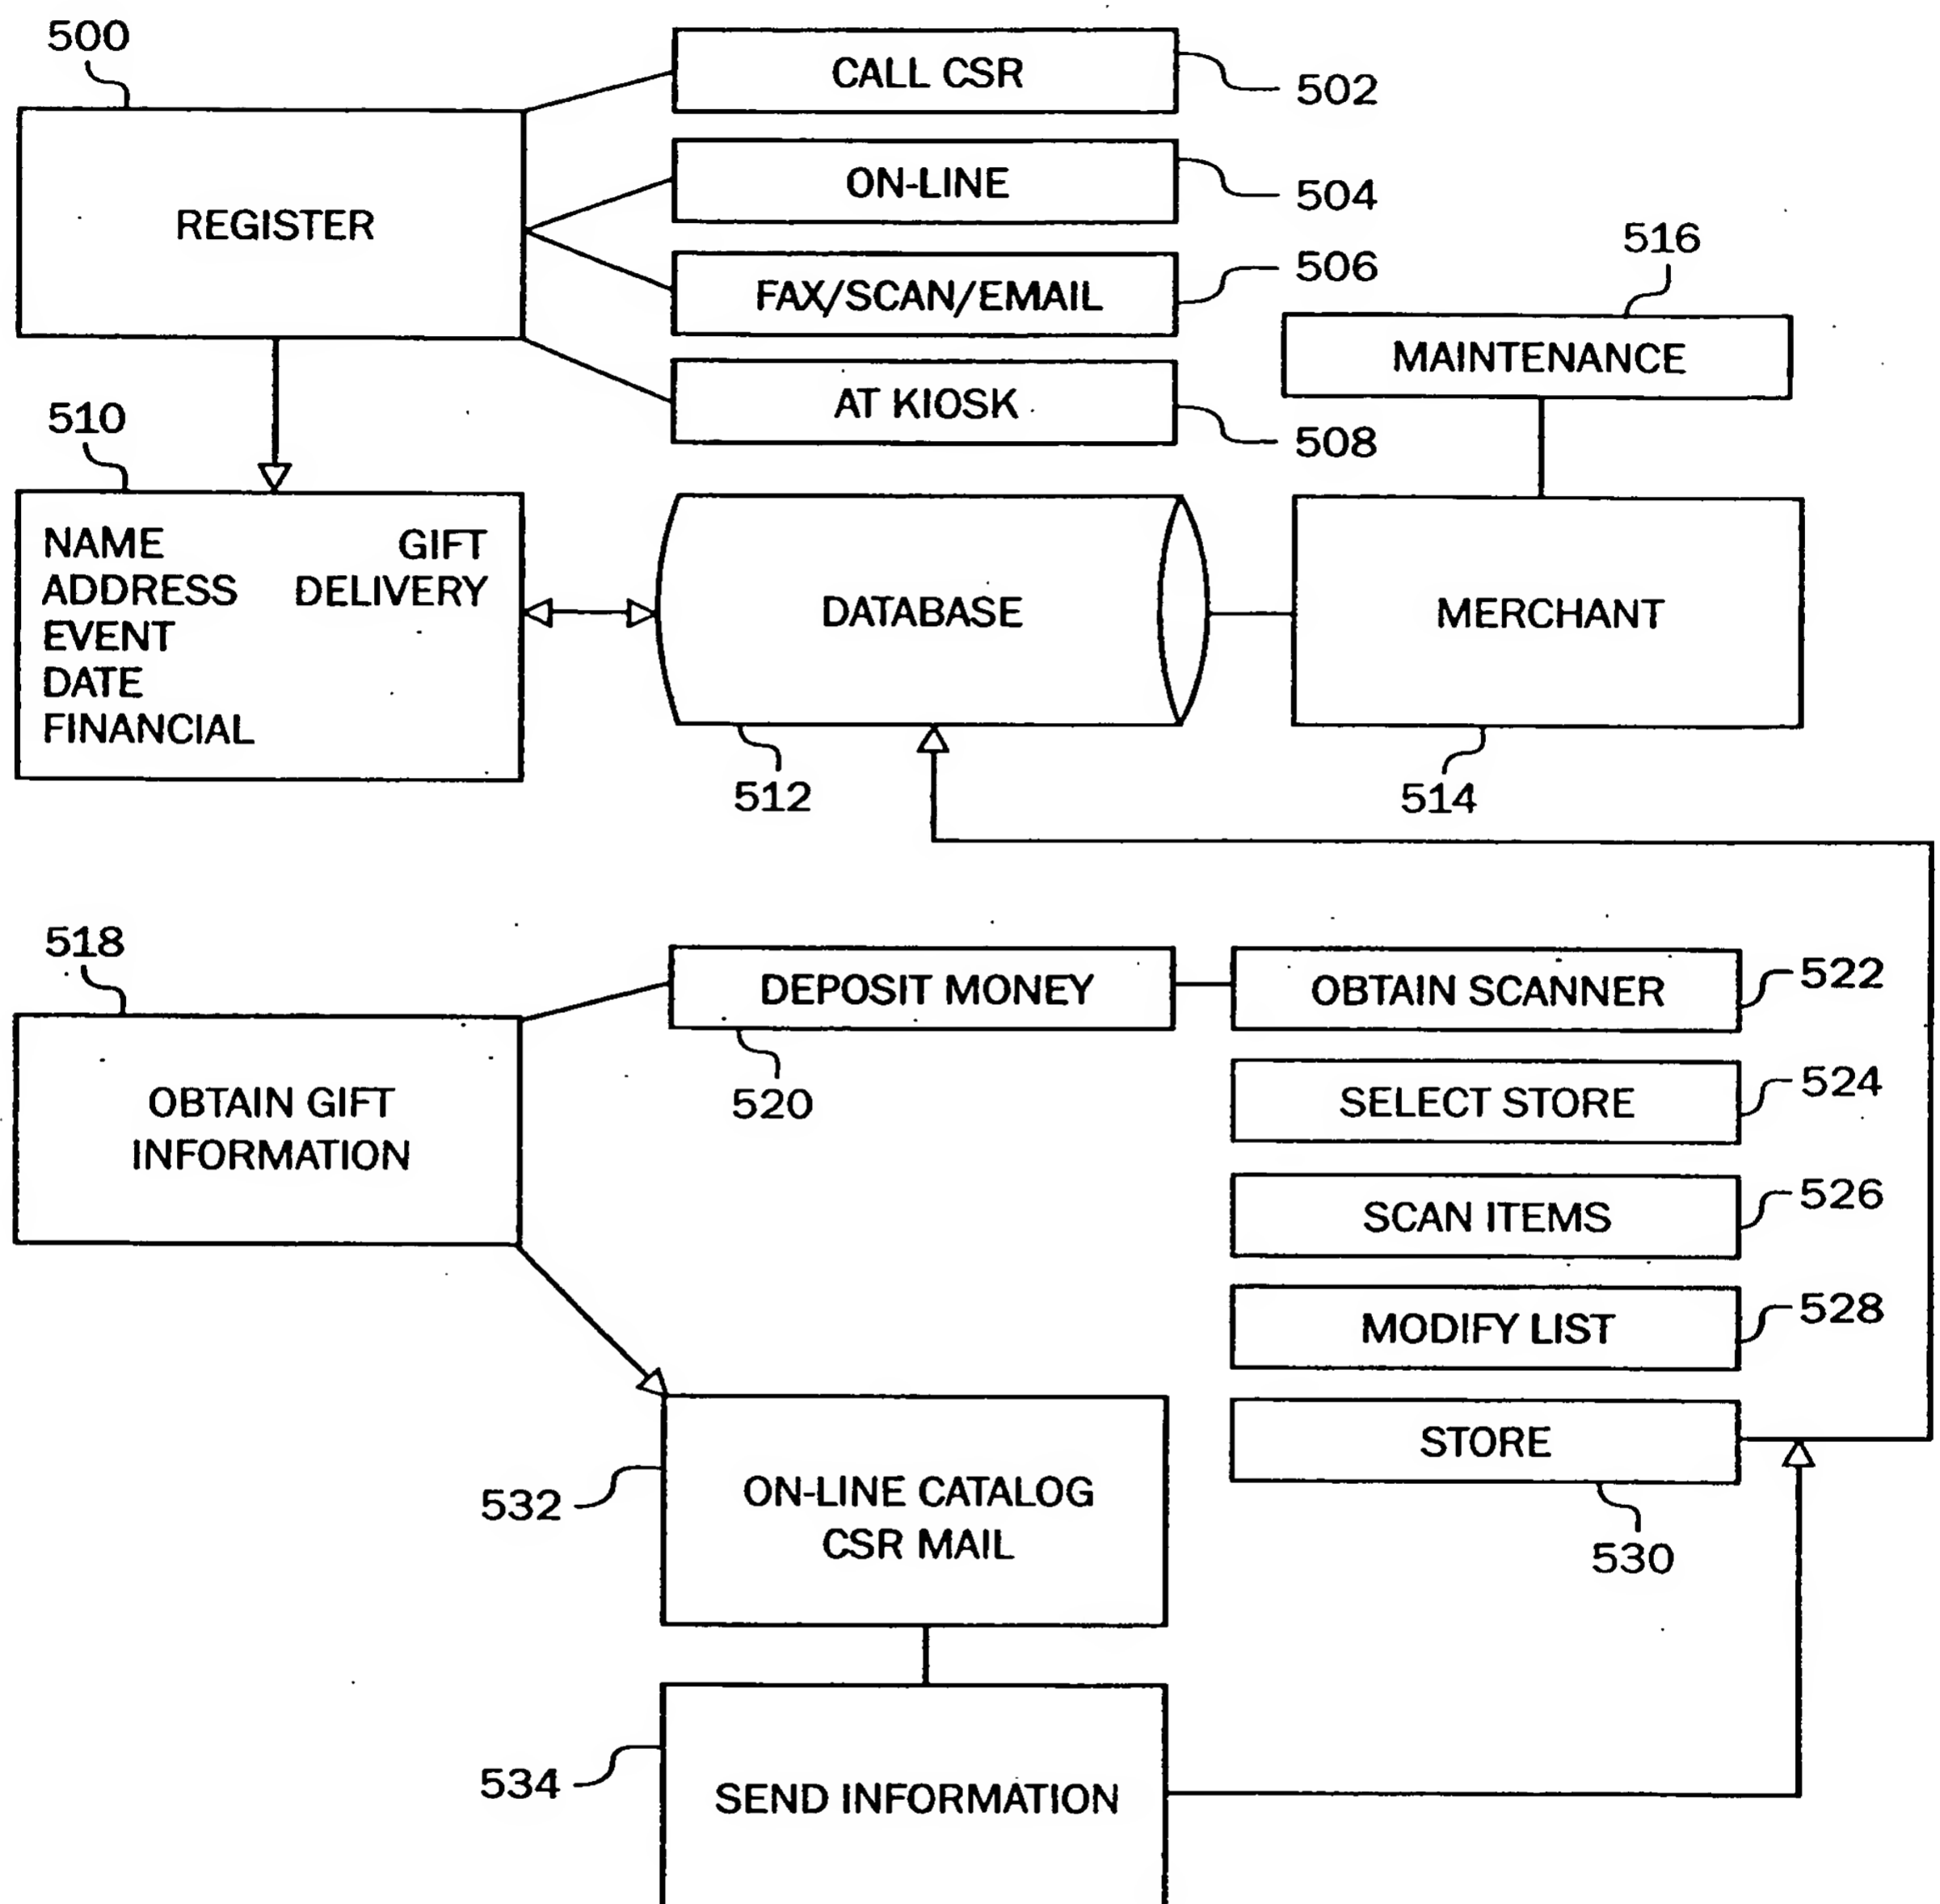 500
CALL CSR
502
ON-LINE
504
REGISTER
FAX/SCAN/EMAIL
506
516
MAINTENANCE
AT KIOSK
508
510
NAME GIFT
ADDRESS DELIVERY
EVENT
DATE
FINANCIAL
DATABASE
MERCHANT
512
514
518
DEPOSIT MONEY
OBTAIN SCANNER
522
520
OBTAIN GIFT
INFORMATION
SELECT STORE
524
SCAN ITEMS
526
MODIFY LIST
528
STORE
530
532
ON-LINE CATALOG
CSR MAIL
534
SEND INFORMATION